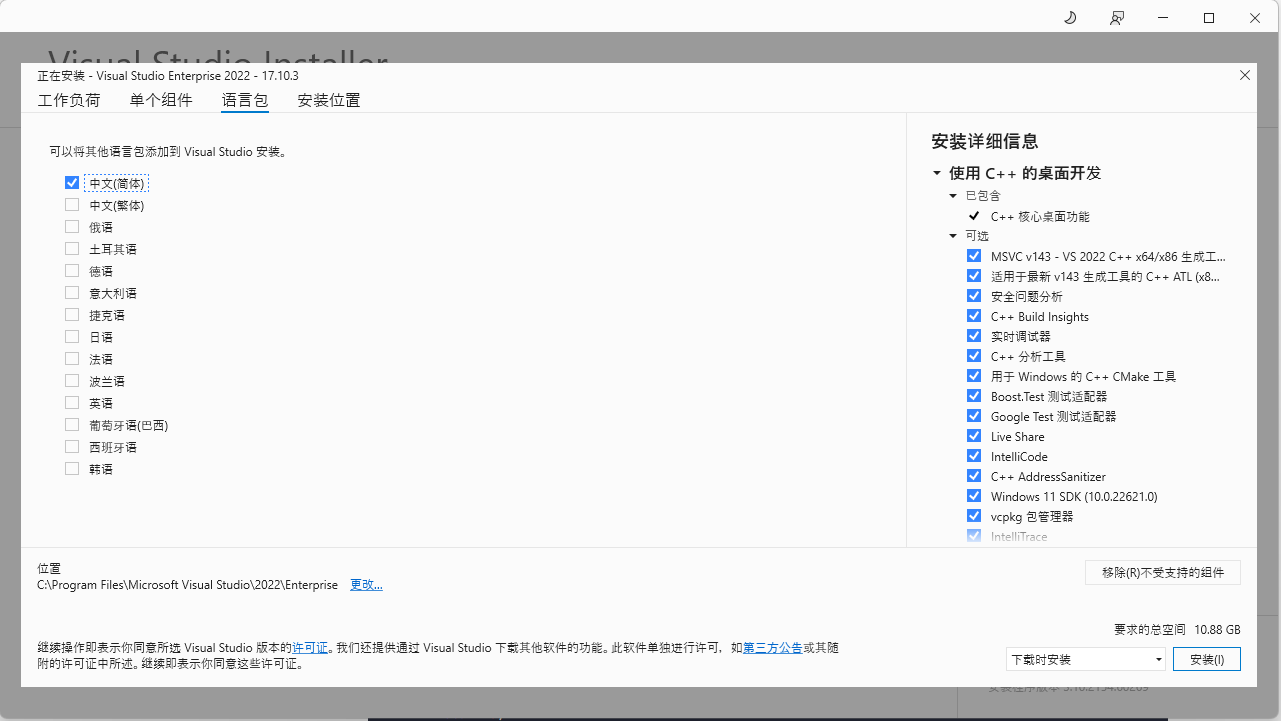 Visual Studio Installer
正在安装 - Visual Studio Enterprise 2022 - 17.10.3
工作负荷 单个组件 语言包 安装位置
可以将其他语言包添加到 Visual Studio 安装。
中文(简体)
中文(繁体)
俄语
土耳其语
德语
意大利语
捷克语
日语
法语
波兰语
英语
葡萄牙语(巴西)
西班牙语
韩语
安装详细信息
使用 C++ 的桌面开发
已包含
C++ 核心桌面功能
可选
MSVC v143 - VS 2022 C++ x64/x86 生成工...
适用于最新 v143 生成工具的 C++ ATL (x8...
安全问题分析
C++ Build Insights
实时调试器
C++ 分析工具
用于 Windows 的 C++ CMake 工具
Boost.Test 测试适配器
Google Test 测试适配器
Live Share
IntelliCode
C++ AddressSanitizer
Windows 11 SDK (10.0.22621.0)
vcpkg 包管理器
IntelliTrace
位置
C:\Program Files\Microsoft Visual Studio\2022\Enterprise 更改...
移除(R)不受支持的组件
要求的总空间 10.88 GB
继续操作即表示你同意所选 Visual Studio 版本的许可证。我们还提供通过 Visual Studio 下载其他软件的功能。此软件单独进行许可，如第三方公告或其随
附的许可证中所述。继续即表示你同意这些许可证。
下载时安装 安装(I)
安装程序版本